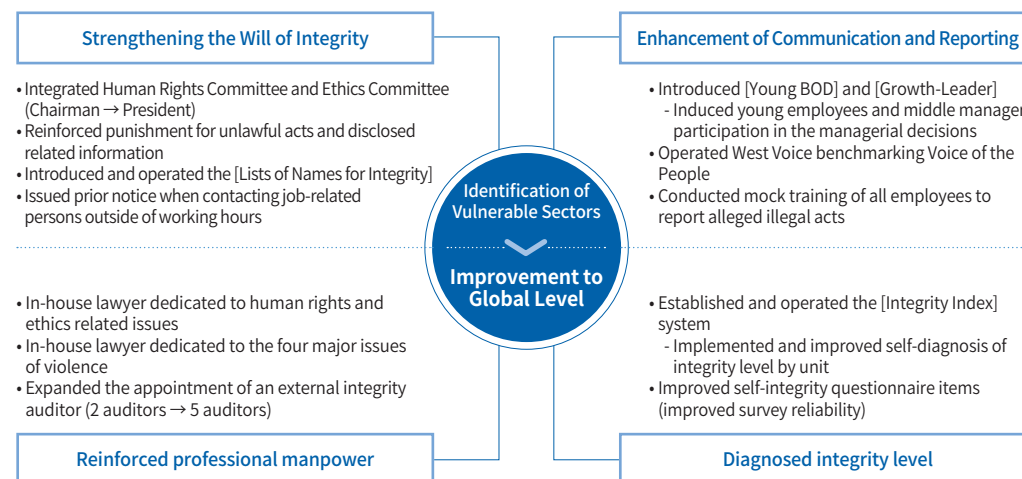 Strengthening the Will of Integrity
• Integrated Human Rights Committee and Ethics Committee
(Chairman → President)
• Reinforced punishment for unlawful acts and disclosed
related information
• Introduced and operated the [Lists of Names for Integrity]
• Issued prior notice when contacting job-related
persons outside of working hours
Enhancement of Communication and Reporting
• Introduced [Young BOD] and [Growth-Leader]
- Induced young employees and middle manager
participation in the managerial decisions
• Operated West Voice benchmarking Voice of the
People
• Conducted mock training of all employees to
report alleged illegal acts
Identification of
Vulnerable Sectors
Improvement to
Global Level
• In-house lawyer dedicated to human rights and
ethics related issues
• In-house lawyer dedicated to the four major issues
of violence
• Expanded the appointment of an external integrity
auditor (2 auditors → 5 auditors)
Reinforced professional manpower
• Established and operated the [Integrity Index]
system
- Implemented and improved self-diagnosis of
integrity level by unit
• Improved self-integrity questionnaire items
(improved survey reliability)
Diagnosed integrity level